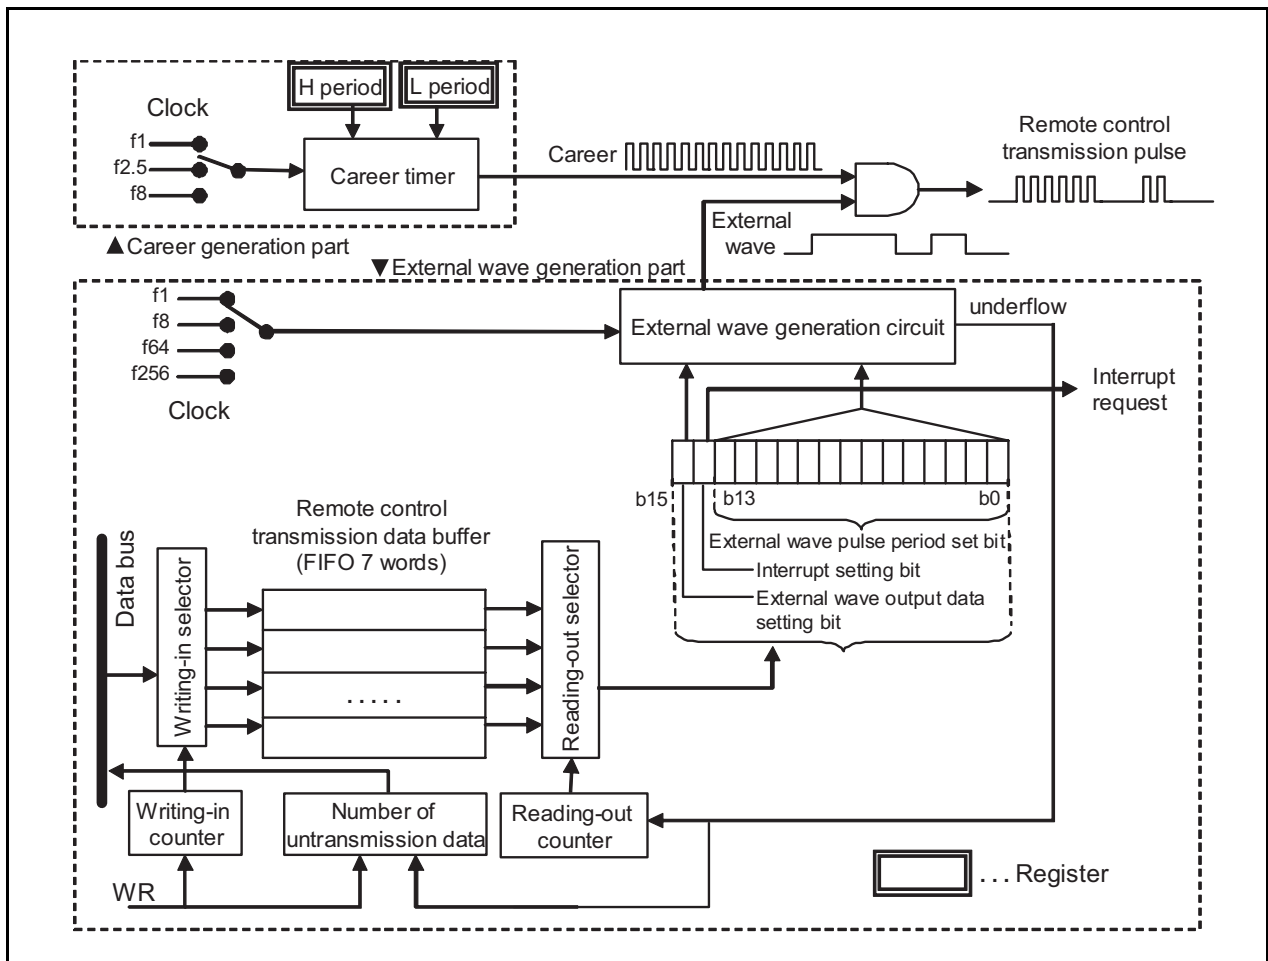 H period
L period
Clock
f1
f2.5
f8
Career timer
Career
Remote control
transmission pulse
External
wave
▲Career generation part
▼External wave generation part
f1
f8
f64
f256
Clock
External wave generation circuit
underflow
Interrupt
request
b15
b13
b0
External wave pulse period set bit
Interrupt setting bit
External wave output data
setting bit
Remote control
transmission data buffer
(FIFO 7 words)
Data bus
Writing-in selector
.....
Reading-out selector
Writing-in
counter
Number of
untransmission data
Reading-out
counter
WR
... Register